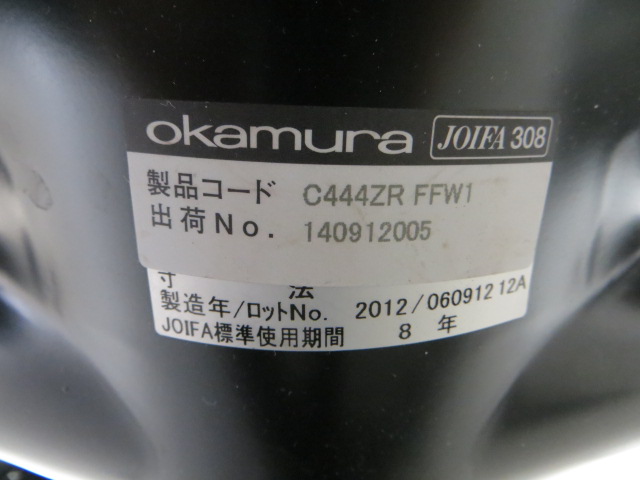 okamura JOIFA 308
製品コード C444ZR FFW1
出荷No. 140912005
寸 法
製造年/ロットNo. 2012/060912 12A
JOIFA標準使用期間 8 年